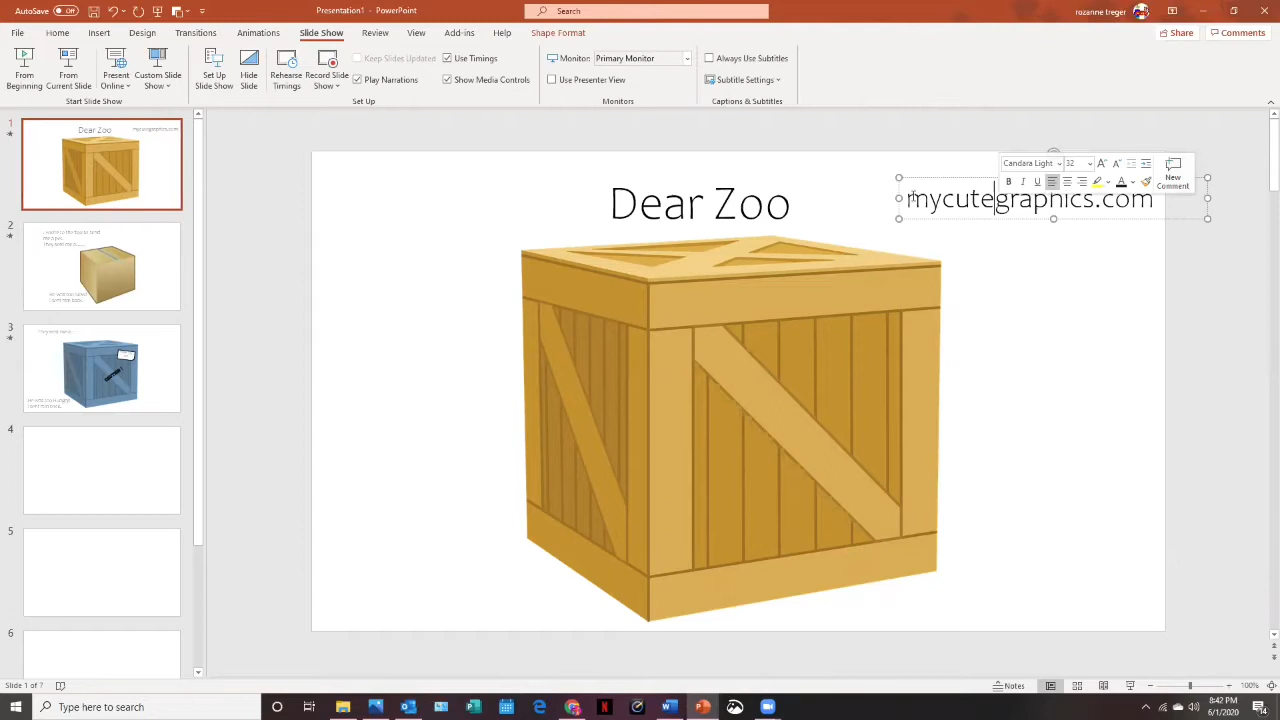 AutoSave Off
Presentation1 - PowerPoint
Search
rozanne treger
File Home Insert Design Transitions Animations Slide Show Review View Add-ins Help Shape Format
Share Comments
From Beginning
From Current Slide
Present Online
Custom Slide Show
Start Slide Show
Set Up Slide Show
Hide Slide
Rehearse Timings
Record Slide Show
Keep Slides Updated
Play Narrations
Use Timings
Show Media Controls
Set Up
Monitor: Primary Monitor
Use Presenter View
Monitors
Always Use Subtitles
Subtitle Settings
Captions & Subtitles
1
Dear Zoo
mycutegraphics.com
2
3
4
5
6
Candara Light 32
B I U
New Comment
Dear Zoo
mycutegraphics.com
Slide 1 of 7
Notes
100%
Type here to search
8:42 PM
6/1/2020
14